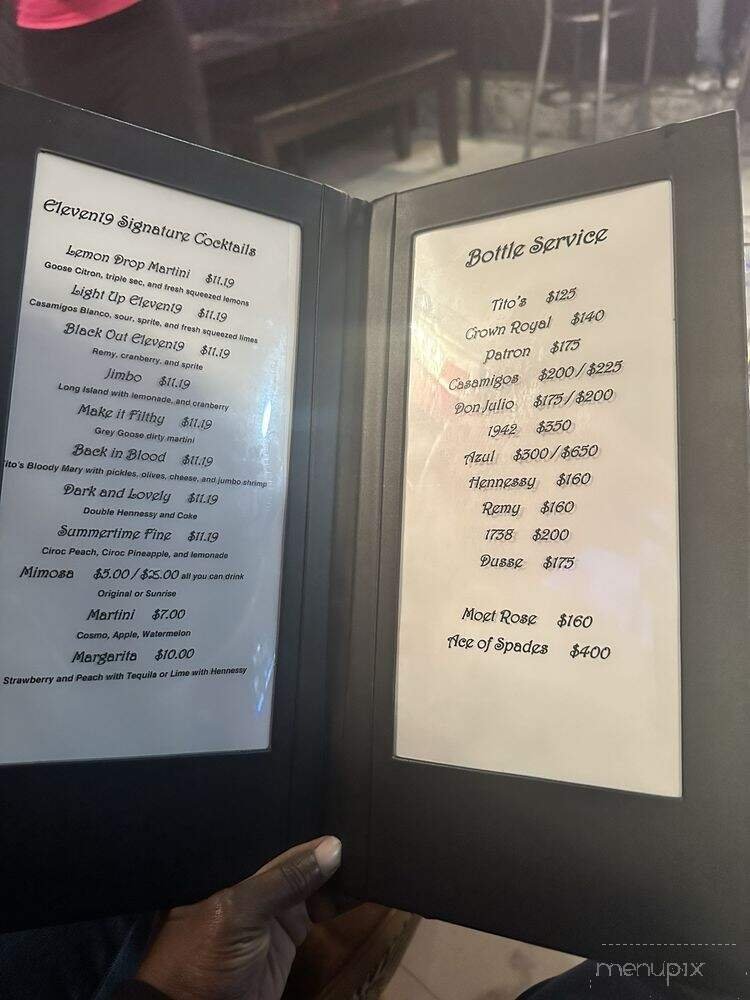 Eleven19 Signature Cocktails
Lemon Drop Martini $11.19
Goose Citron, triple sec, and fresh squeezed lemons
Light Up Eleven19 $11.19
Casamigos Blanco, sour, sprite, and fresh squeezed limes
Black Out Eleven19 $11.19
Remy, cranberry, and sprite
Jimbo $11.19
Long Island with lemonade, and cranberry
Make it Filthy $11.19
Grey Goose dirty martini
Back in Blood $11.19
Tito's Bloody Mary with pickles, olives, cheese, and jumbo shrimp
Dark and Lovely $11.19
Double Hennessy and Coke
Summertime Fine $11.19
Ciroc Peach, Ciroc Pineapple, and lemonade
Mimosa $5.00 / $25.00 all you can drink
Original or Sunrise
Martini $7.00
Cosmo, Apple, Watermelon
Margarita $10.00
Strawberry and Peach with Tequila or Lime with Hennessy
Bottle Service
Tito's $125
Crown Royal $140
Patron $175
Casamigos $200 / $225
Don Julio $175 / $200
1942 $350
Azul $300 / $650
Hennessy $160
Remy $160
1738 $200
Dusse $175
Moet Rose $160
Ace of Spades $400
menupix